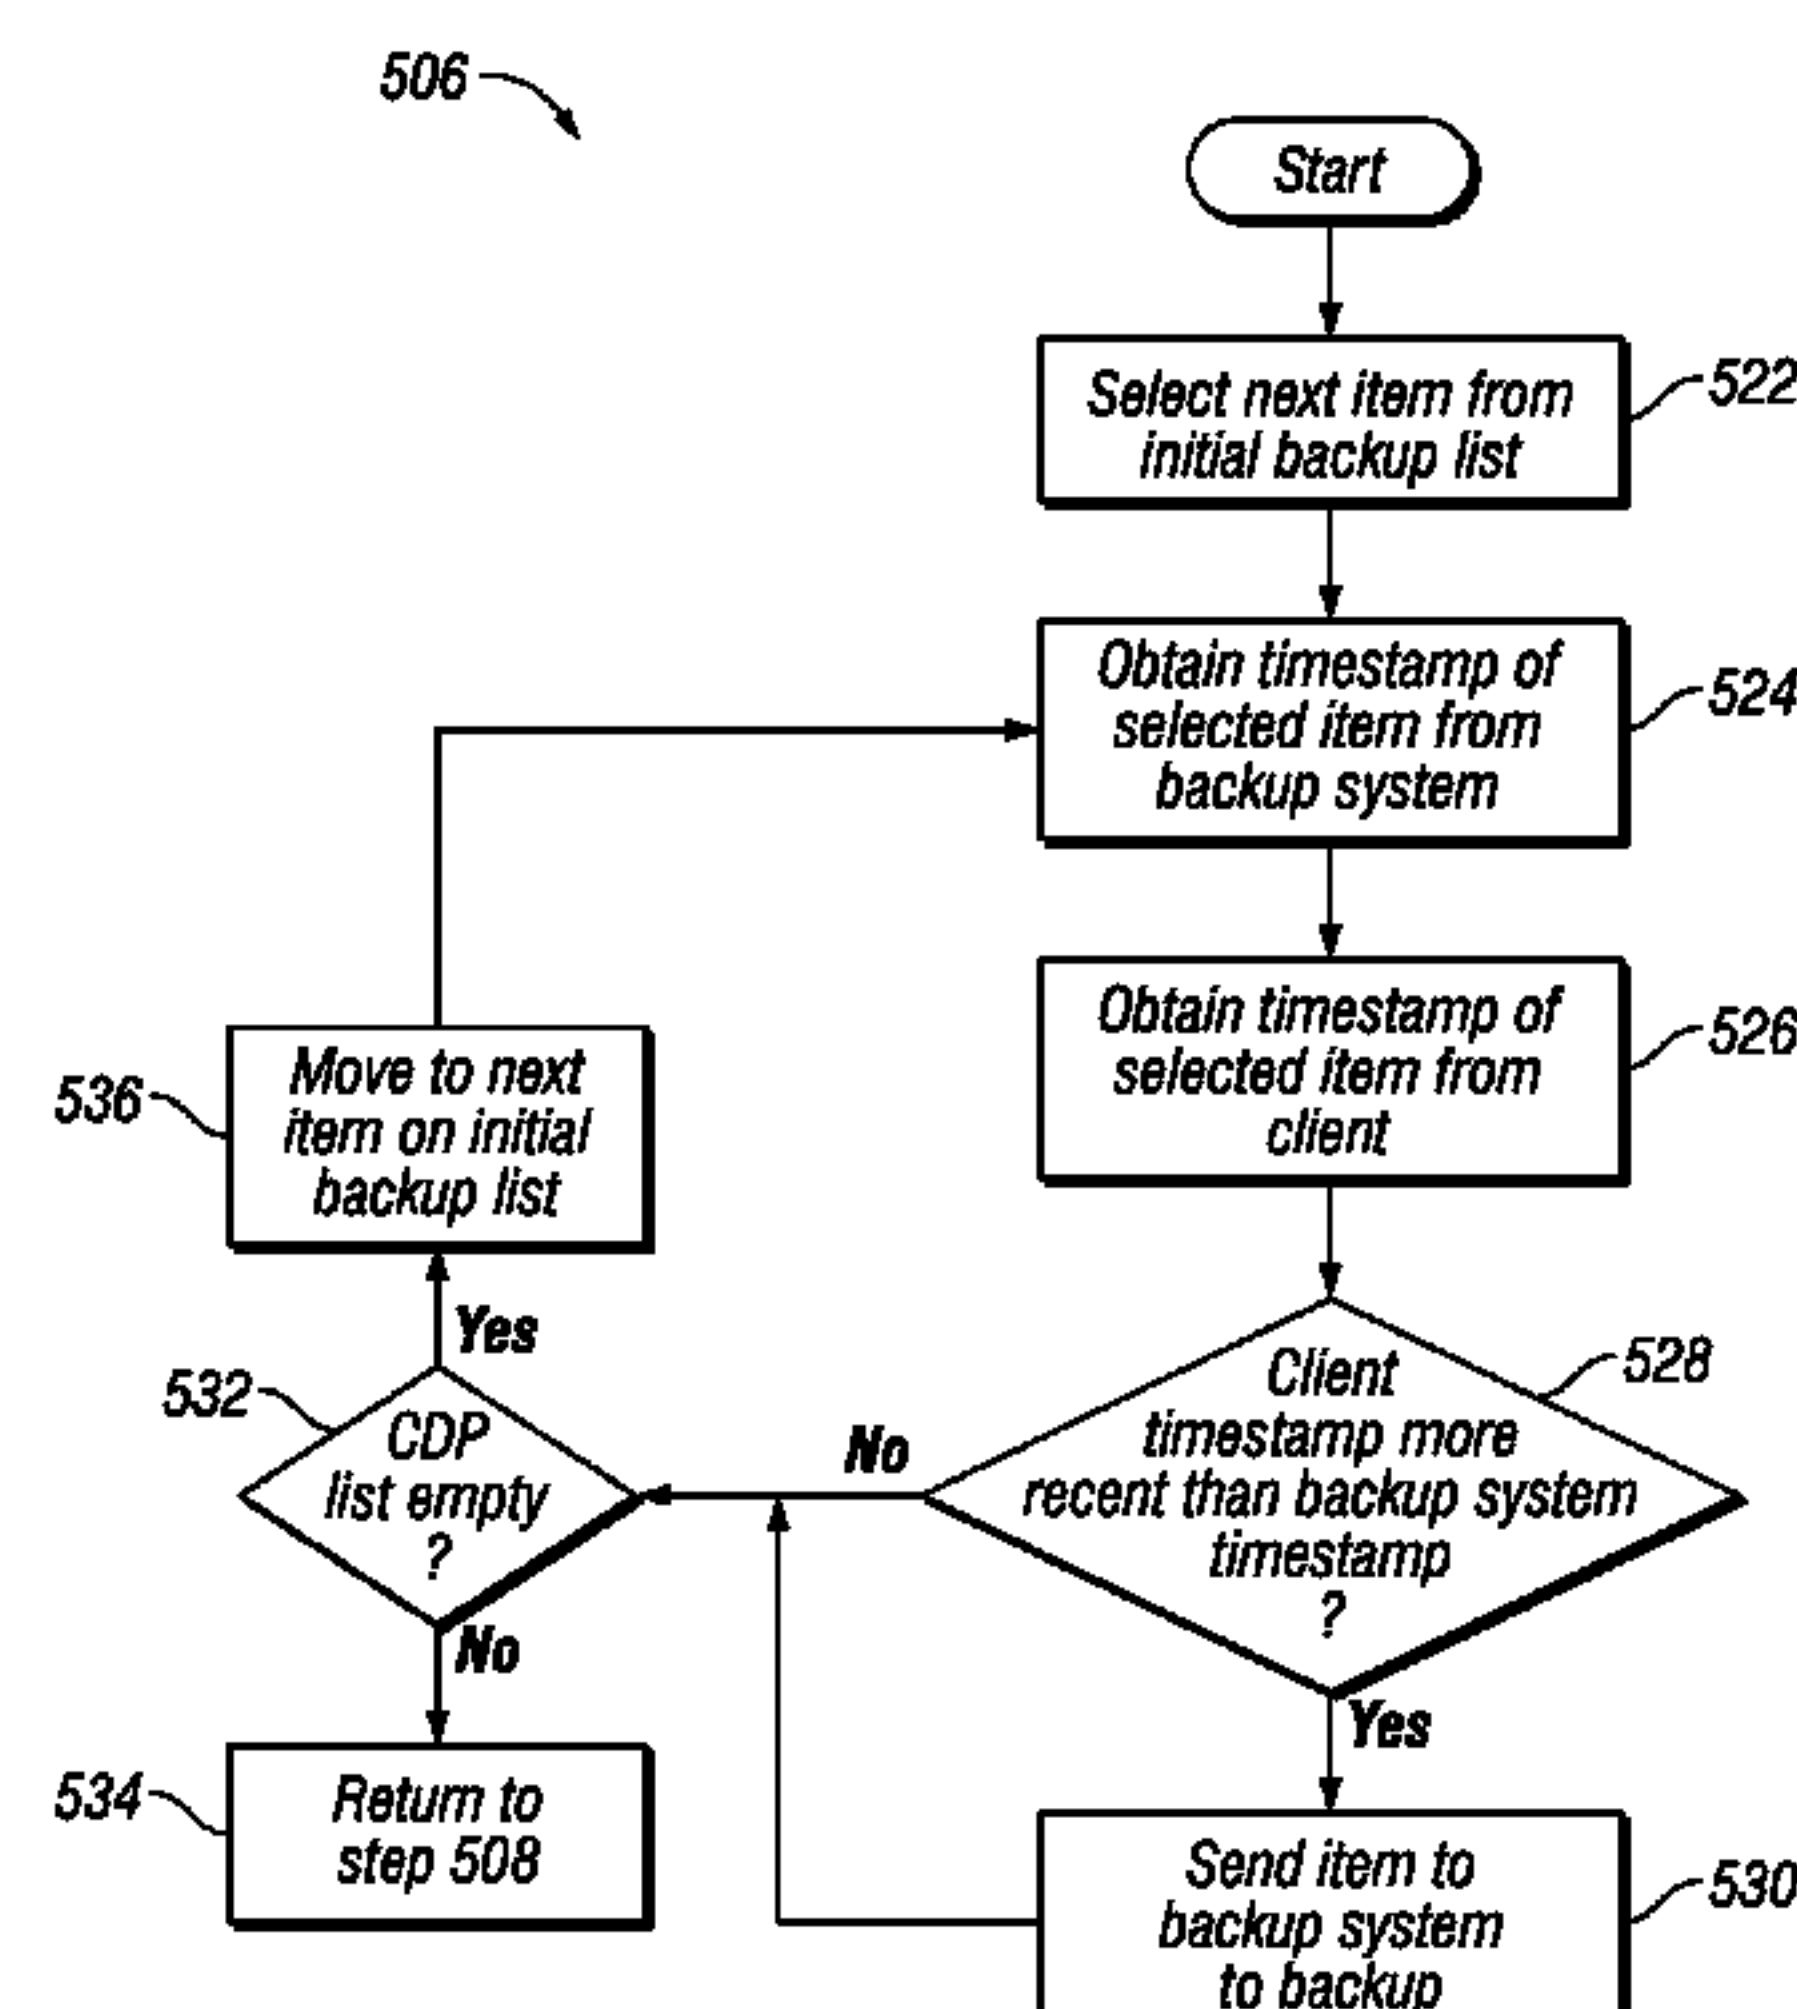 506
Start
Select next item from
initial backup list
522
Obtain timestamp of
selected item from
backup system
524
Obtain timestamp of
selected item from
client
526
Move to next
item on initial
backup list
536
Yes
532
CDP
list empty
?
No
Client
timestamp more
recent than backup system
timestamp
?
528
No
Yes
534
Return to
step 508
Send item to
backup system
to backup
530